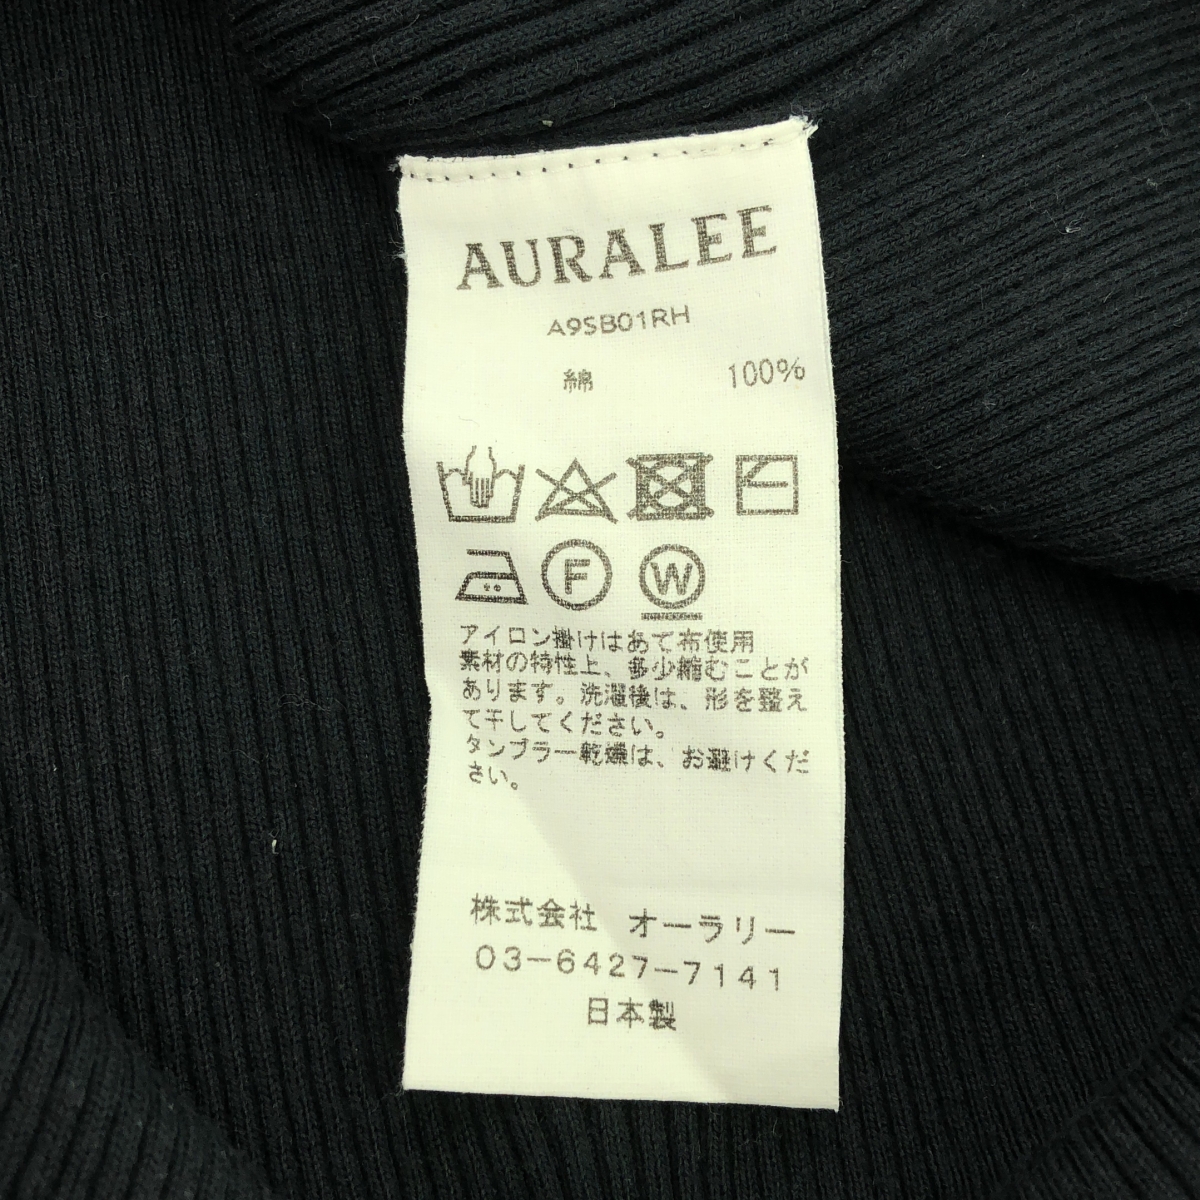 AURALEE
A9SB01RH
綿 100%
F W
アイロン掛けはあて布使用
素材の特性上、多少縮むことが
あります。洗濯後は、形を整え
て干してください。
タンブラー乾燥は、お避けくだ
さい。
株式会社 オーラリー
03-6427-7141
日本製